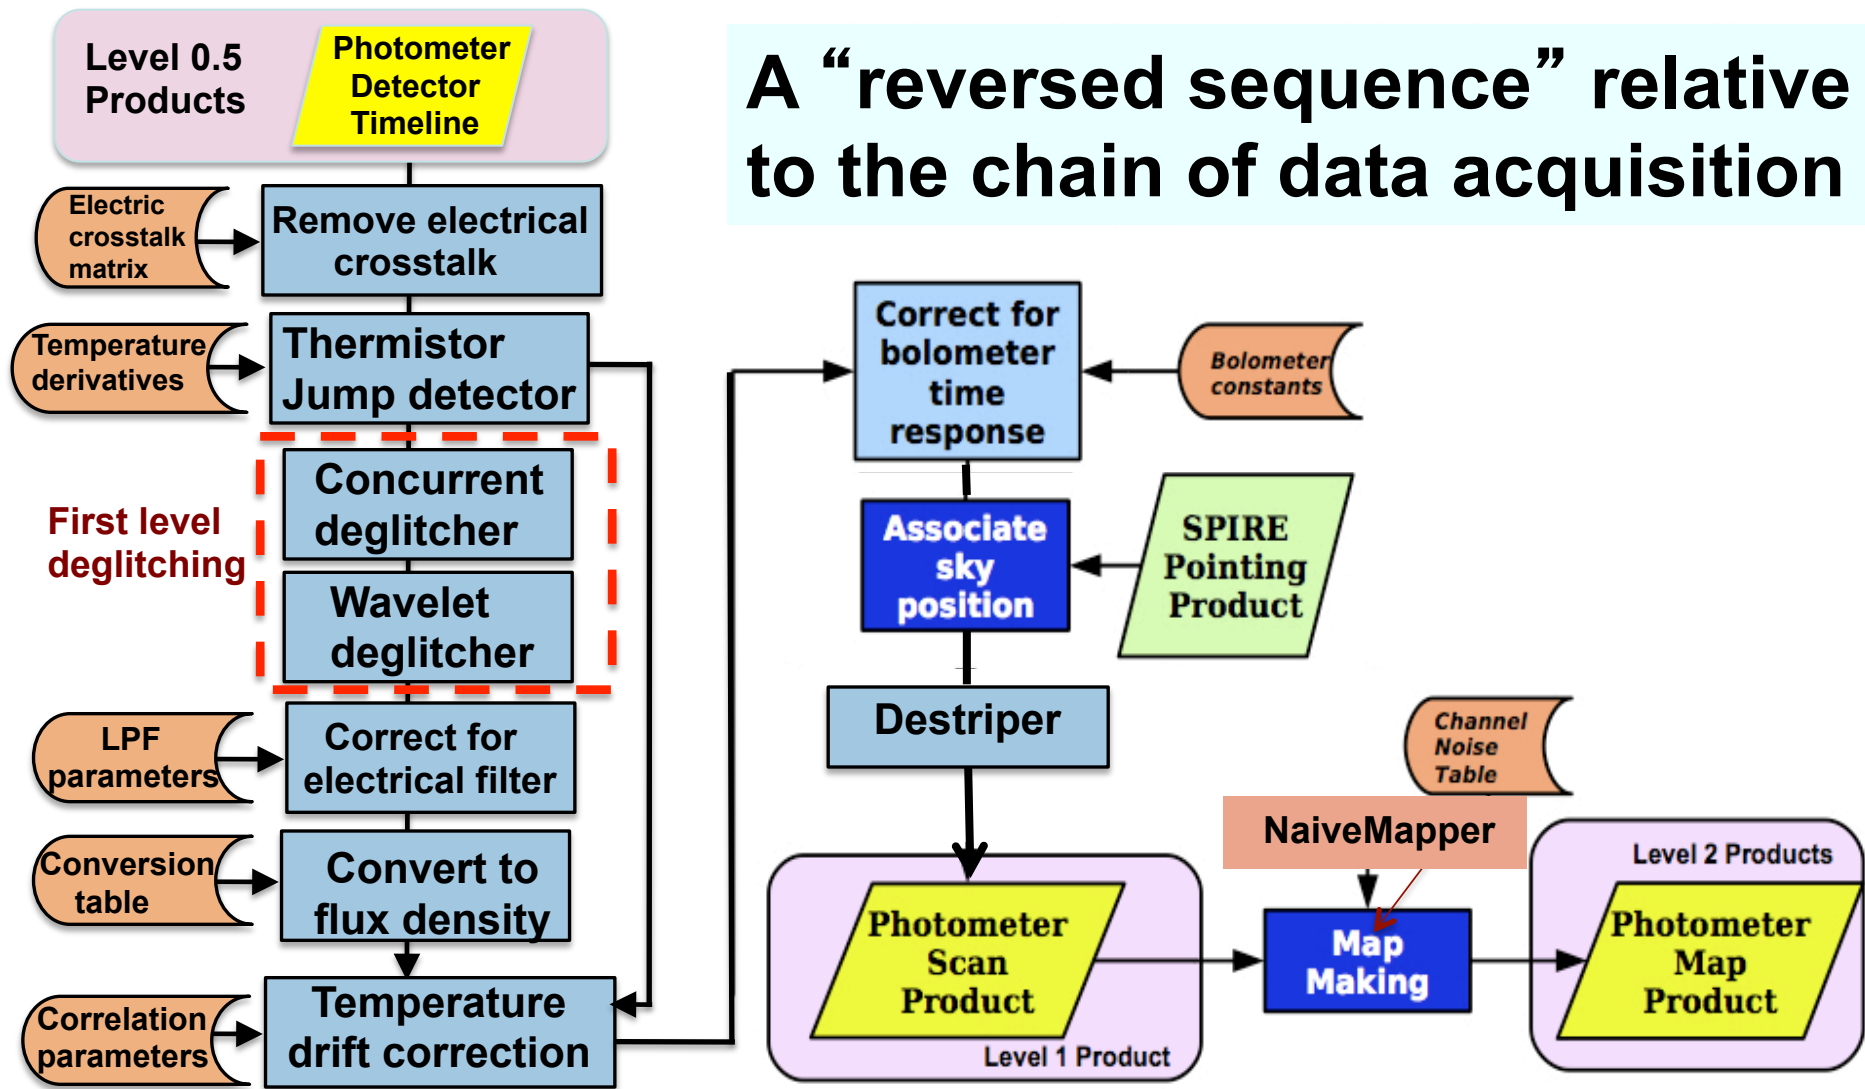 Level 0.5
Products
Photometer
Detector
Timeline
A “reversed sequence” relative
to the chain of data acquisition
Electric
crosstalk
matrix
Remove electrical
crosstalk
Temperature
derivatives
Thermistor
Jump detector
First level
deglitching
Concurrent
deglitcher
Wavelet
deglitcher
LPF
parameters
Correct for
electrical filter
Conversion
table
Convert to
flux density
Correlation
parameters
Temperature
drift correction
Correct for
bolometer
time
response
Bolometer
constants
Associate
sky
position
SPIRE
Pointing
Product
Destriper
Channel
Noise
Table
NaiveMapper
Photometer
Scan
Product
Level 1 Product
Map
Making
Level 2 Products
Photometer
Map
Product